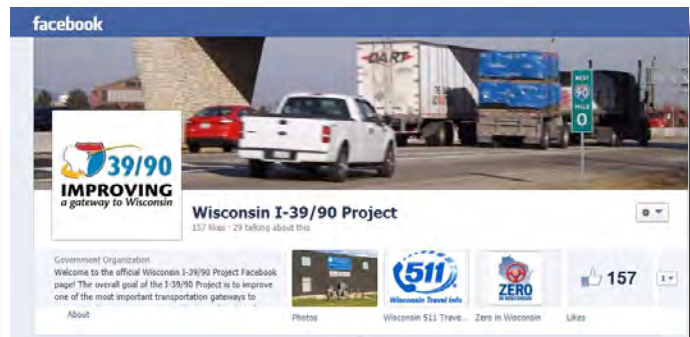 facebook
DART
WEST
90
MILE
0
39/90
IMPROVING
a gateway to Wisconsin
Wisconsin I-39/90 Project
157 likes · 29 talking about this
Government Organization
Welcome to the official Wisconsin I-39/90 Project Facebook
page! The overall goal of the I-39/90 Project is to improve
one of the most important transportation gateways to
About
511
Wisconsin Travel Info
ZERO
IN WISCONSIN
157
1
Photos
Wisconsin 511 Trave...
Zero in Wisconsin
Likes